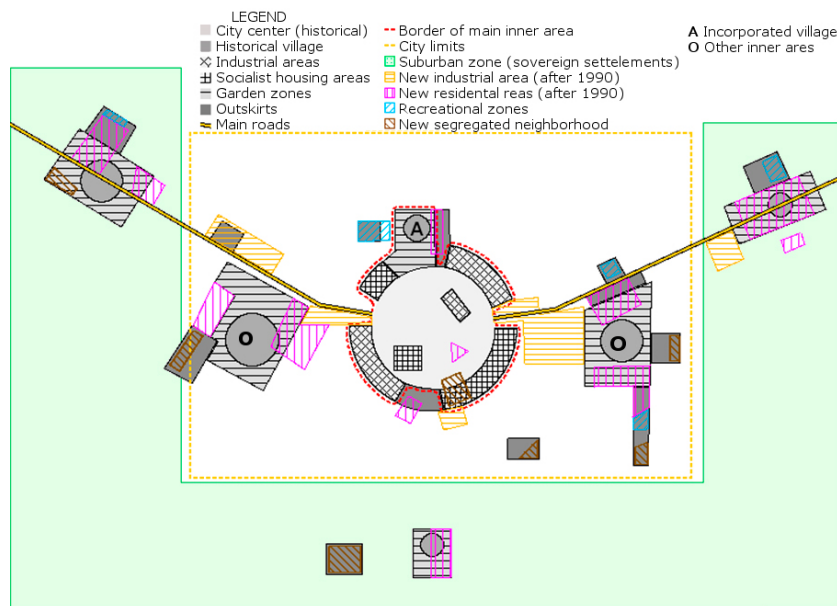 LEGEND
City center (historical)
Historical village
Industrial areas
Socialist housing areas
Garden zones
Outskirts
Main roads
Border of main inner area
City limits
Suburban zone (sovereign settelements)
New industrial area (after 1990)
New residental reas (after 1990)
Recreational zones
New segregated neighborhood
A Incorporated village
O Other inner ares
A
O
O